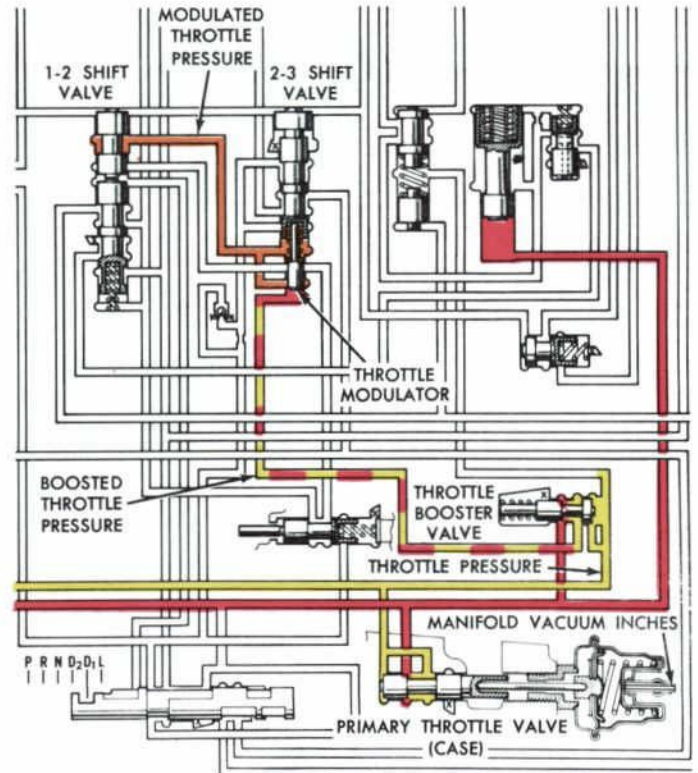 MODULATED
THROTTLE
PRESSURE
1-2 SHIFT
VALVE
2-3 SHIFT
VALVE
THROTTLE
MODULATOR
BOOSTED
THROTTLE
PRESSURE
THROTTLE
BOOSTER
VALVE
THROTTLE PRESSURE
MANIFOLD VACUUM INCHES
P R N D₂ D₁ L
PRIMARY THROTTLE VALVE
(CASE)